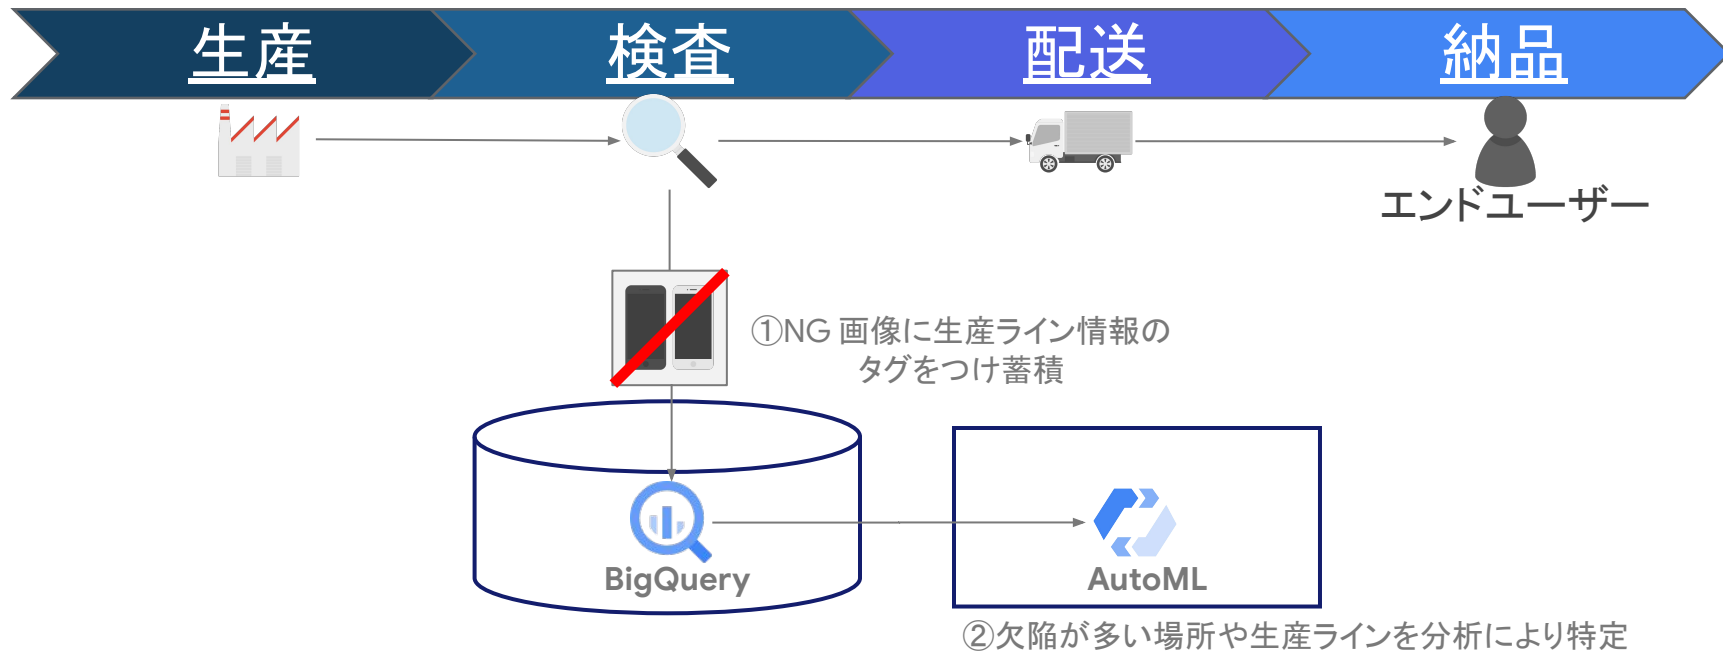 生産
検査
配送
納品
エンドユーザー
①NG 画像に生産ライン情報の
タグをつけ蓄積
BigQuery
AutoML
②欠陥が多い場所や生産ラインを分析により特定